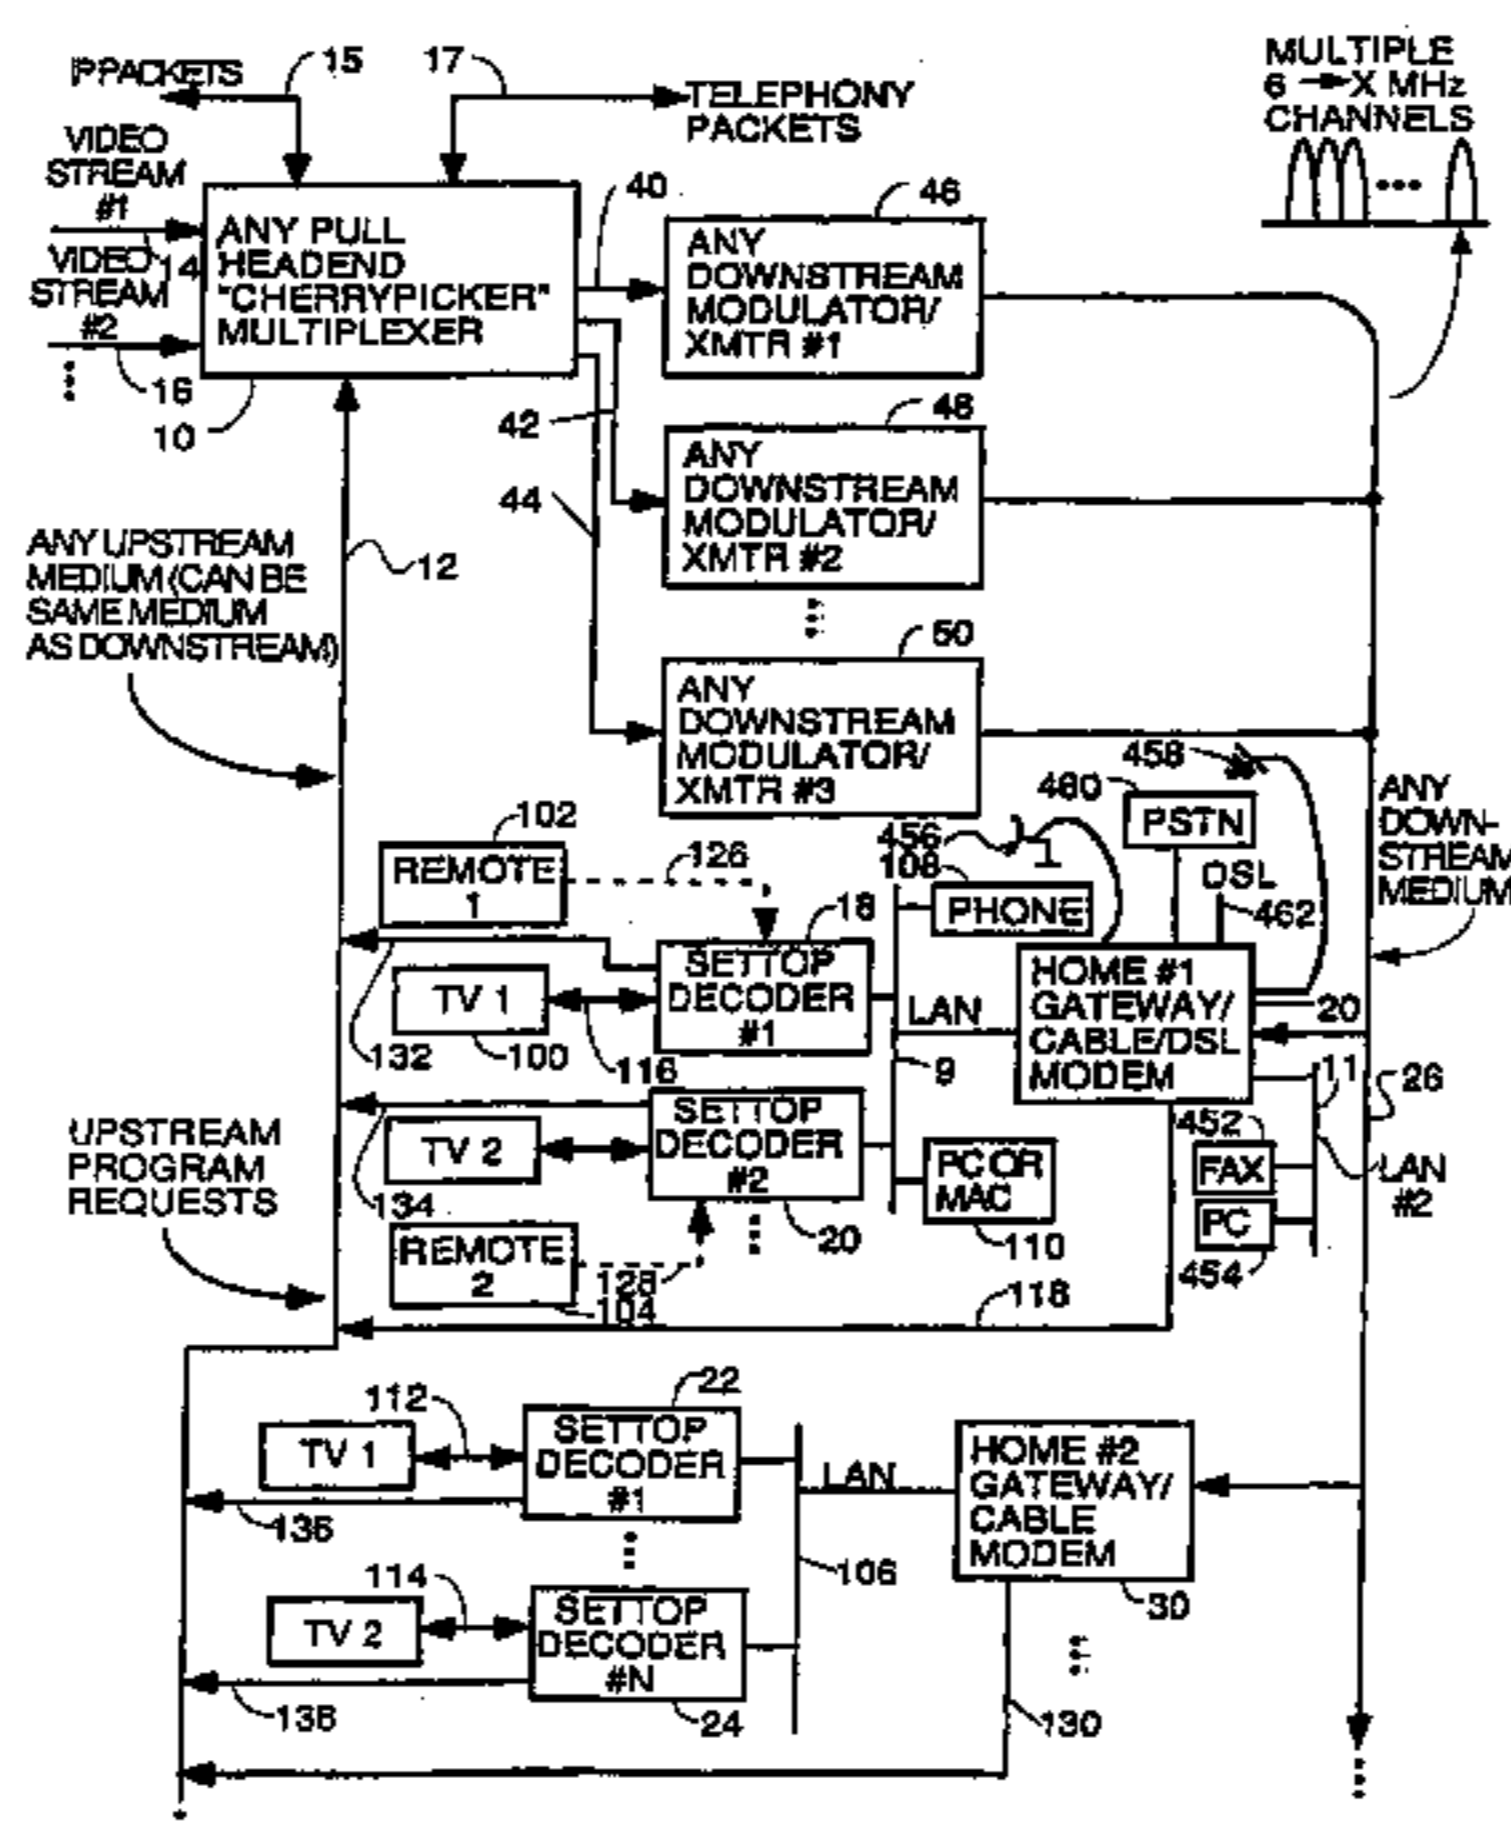 IP PACKETS
15
17
TELEPHONY
PACKETS
MULTIPLE
6 X MHz
CHANNELS
VIDEO
STREAM
#1
14
VIDEO
STREAM
#2
16
10
ANY PULL
HEADEND
"CHERRYPICKER"
MULTIPLEXER
40
42
44
46
ANY
DOWNSTREAM
MODULATOR/
XMTR #1
48
ANY
DOWNSTREAM
MODULATOR/
XMTR #2
50
ANY
DOWNSTREAM
MODULATOR/
XMTR #3
ANY UPSTREAM
MEDIUM (CAN BE
SAME MEDIUM
AS DOWNSTREAM)
12
458
460
PSTN
DSL
462
ANY
DOWN-
STREAM
MEDIUM
102
REMOTE
1
126
456
108
PHONE
18
SETTOP
DECODER
#1
TV 1
100
116
132
LAN
9
HOME #1
GATEWAY/
CABLE/DSL
MODEM
20
11
26
SETTOP
DECODER
#2
20
TV 2
134
PC OR
MAC
110
452
FAX
PC
454
LAN
#2
UPSTREAM
PROGRAM
REQUESTS
REMOTE
2
104
128
118
22
SETTOP
DECODER
#1
112
TV 1
136
LAN
106
HOME #2
GATEWAY/
CABLE
MODEM
30
114
TV 2
SETTOP
DECODER
#N
24
138
130